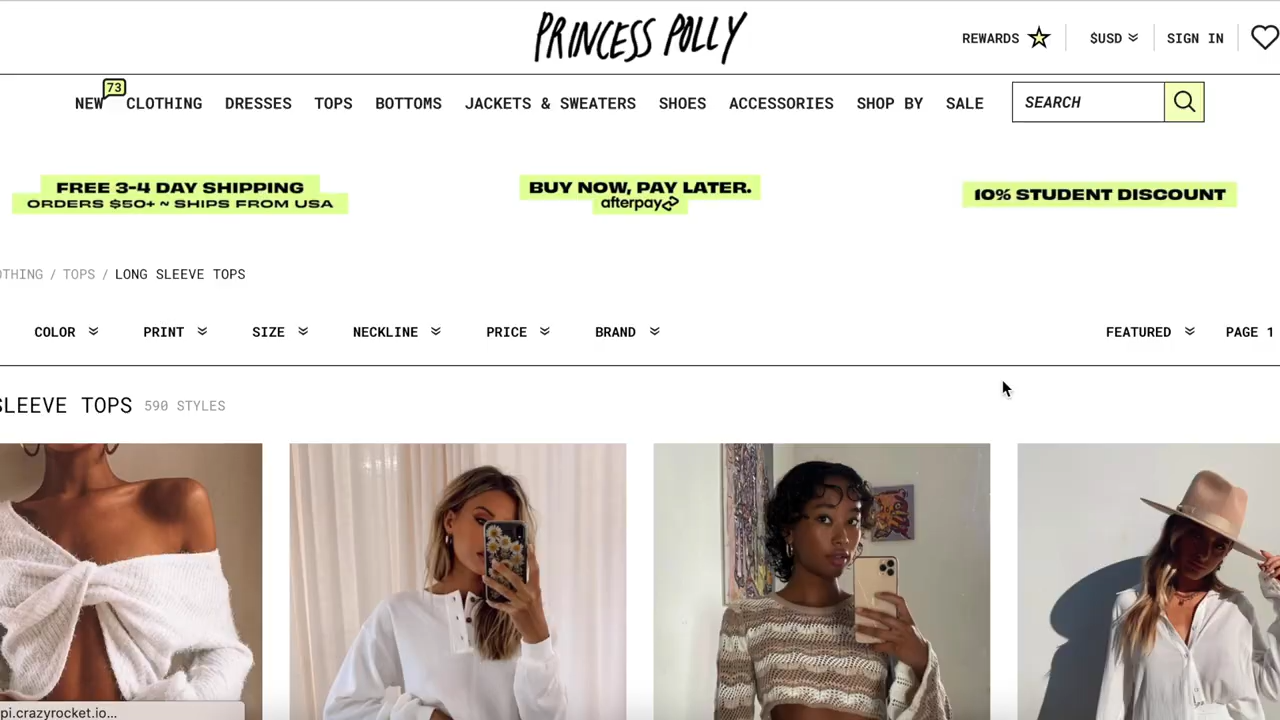 PRINCESS POLLY
REWARDS $USD SIGN IN
73
NEW CLOTHING DRESSES TOPS BOTTOMS JACKETS & SWEATERS SHOES ACCESSORIES SHOP BY SALE SEARCH
FREE 3-4 DAY SHIPPING
ORDERS $50+ ~ SHIPS FROM USA
BUY NOW, PAY LATER.
afterpay
10% STUDENT DISCOUNT
OTHING / TOPS / LONG SLEEVE TOPS
COLOR PRINT SIZE NECKLINE PRICE BRAND FEATURED PAGE 1
SLEEVE TOPS 590 STYLES
pi.crazyrocket.io...